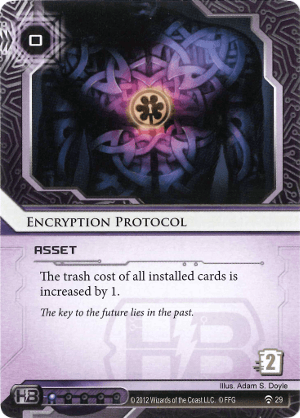 0
ENCRYPTION PROTOCOL
ASSET
The trash cost of all installed cards is
increased by 1.
The key to the future lies in the past.
2
Illus. Adam S. Doyle
HB
© 2012 Wizards of the Coast LLC. © FFG
29